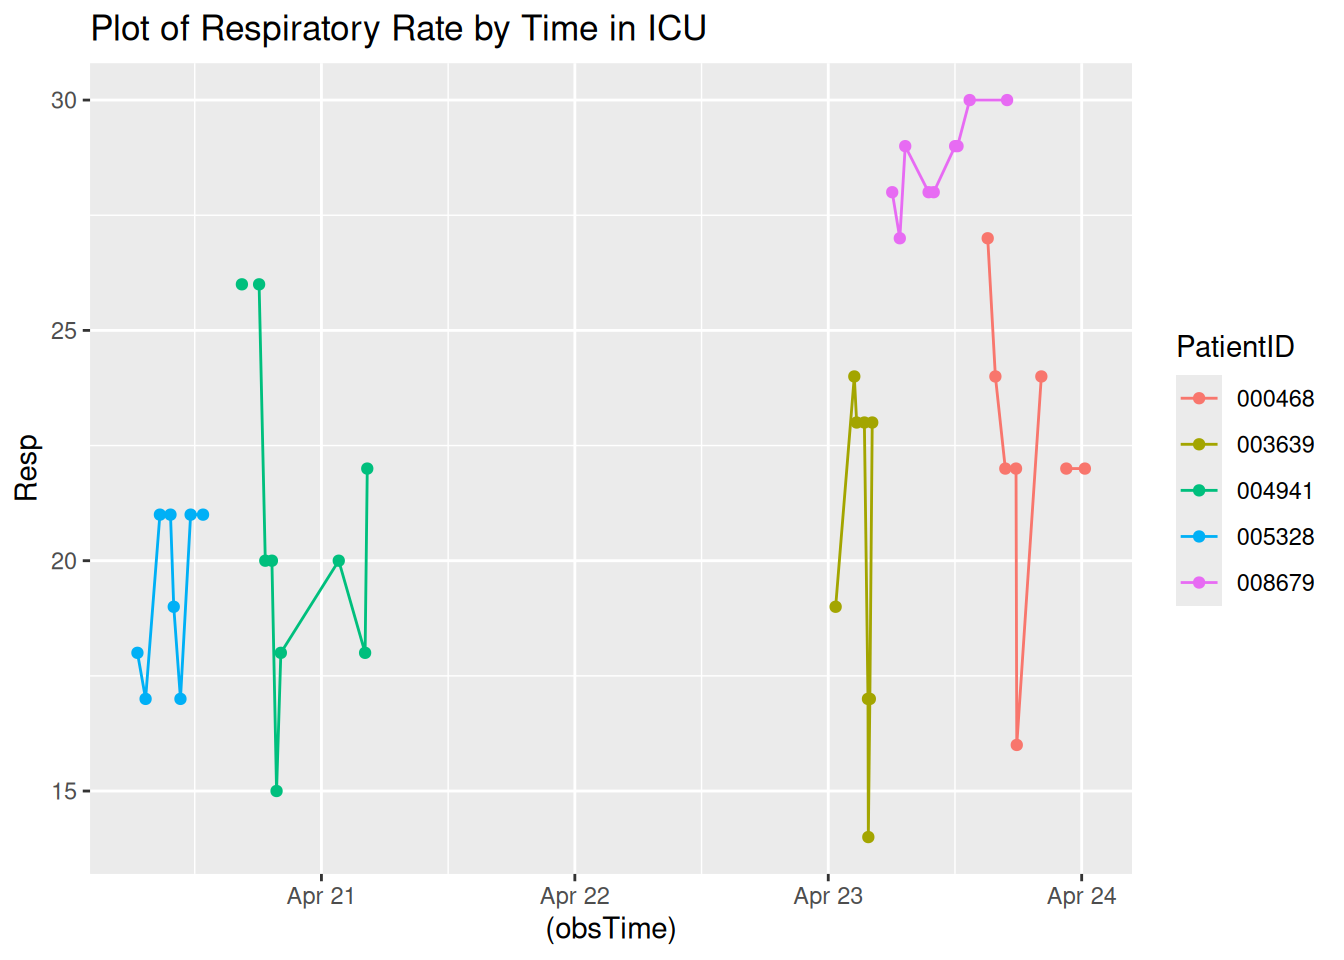 Plot of Respiratory Rate by Time in ICU
30
25
20
15
Resp
Apr 21
Apr 22
Apr 23
Apr 24
(obsTime)
PatientID
000468
003639
004941
005328
008679